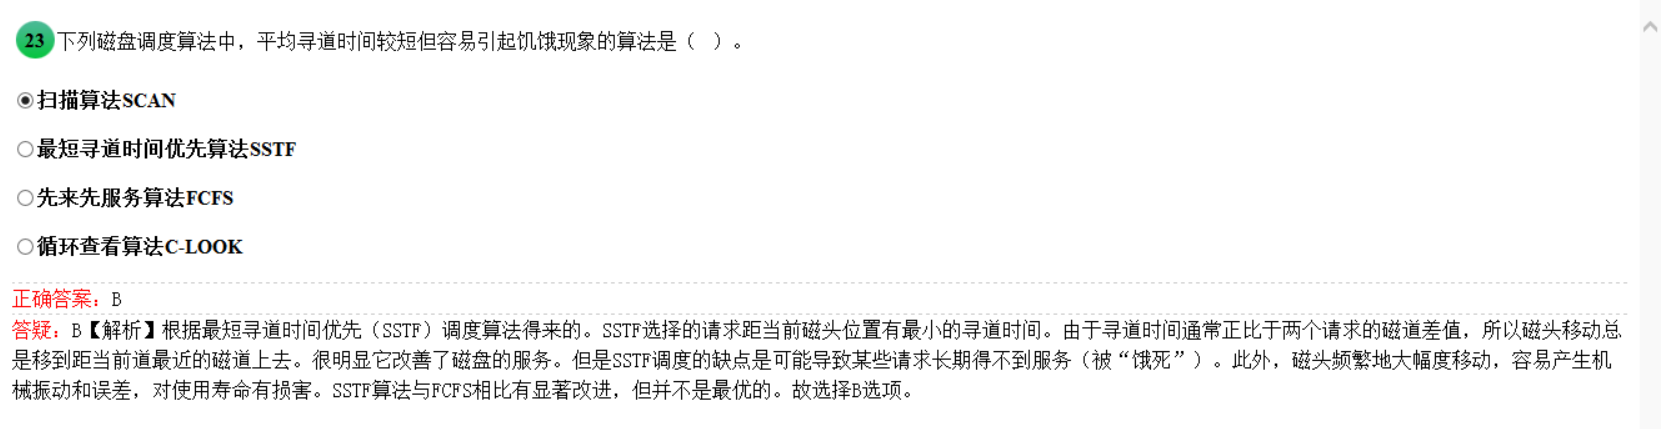 23 下列磁盘调度算法中，平均寻道时间较短但容易引起饥饿现象的算法是（ ）。
扫描算法SCAN
最短寻道时间优先算法SSTF
先来先服务算法FCFS
循环查看算法C-LOOK
正确答案：B
答疑：B【解析】根据最短寻道时间优先（SSTF）调度算法得来的。SSTF选择的请求距当前磁头位置有最小的寻道时间。由于寻道时间通常正比于两个请求的磁道差值，所以磁头移动总
是移到距当前道最近的磁道上去。很明显它改善了磁盘的服务。但是SSTF调度的缺点是可能导致某些请求长期得不到服务（被“饿死”）。此外，磁头频繁地大幅度移动，容易产生机
械振动和误差，对使用寿命有损害。SSTF算法与FCFS相比有显著改进，但并不是最优的。故选择B选项。